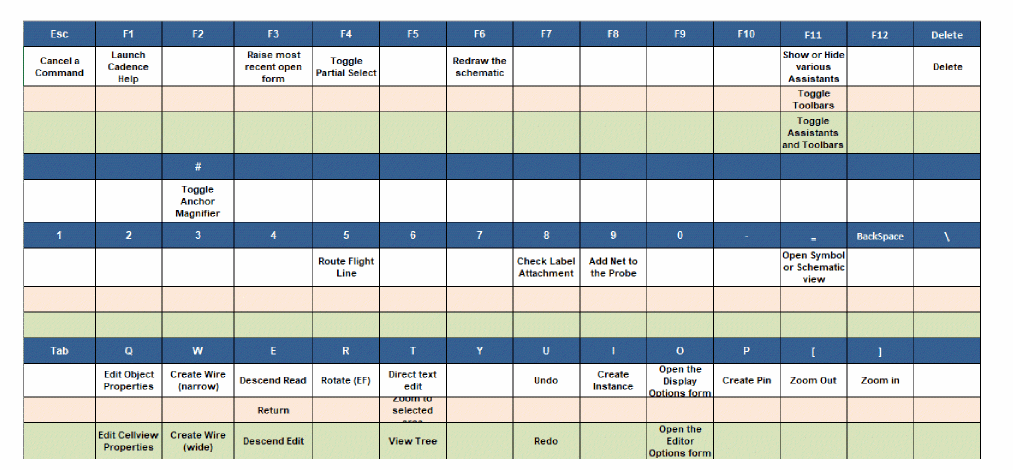 Esc F1 F2 F3 F4 F5 F6 F7 F8 F9 F10 F11 F12 Delete
Cancel a Command Launch Cadence Help Raise most recent open form Toggle Partial Select Redraw the schematic Show or Hide various Assistants Delete
Toggle Toolbars
Toggle Assistants and Toolbars
#
Toggle Anchor Magnifier
1 2 3 4 5 6 7 8 9 0 - = BackSpace \
Route Flight Line Check Label Attachment Add Net to the Probe Open Symbol or Schematic view
Tab Q W E R T Y U I O P [ ]
Edit Object Properties Create Wire (narrow) Descend Read Rotate (EF) Direct text edit Undo Create Instance Open the Display Options form Create Pin Zoom Out Zoom in
Return Zoom to selected area
Edit Cellview Properties Create Wire (wide) Descend Edit View Tree Redo Open the Editor Options form